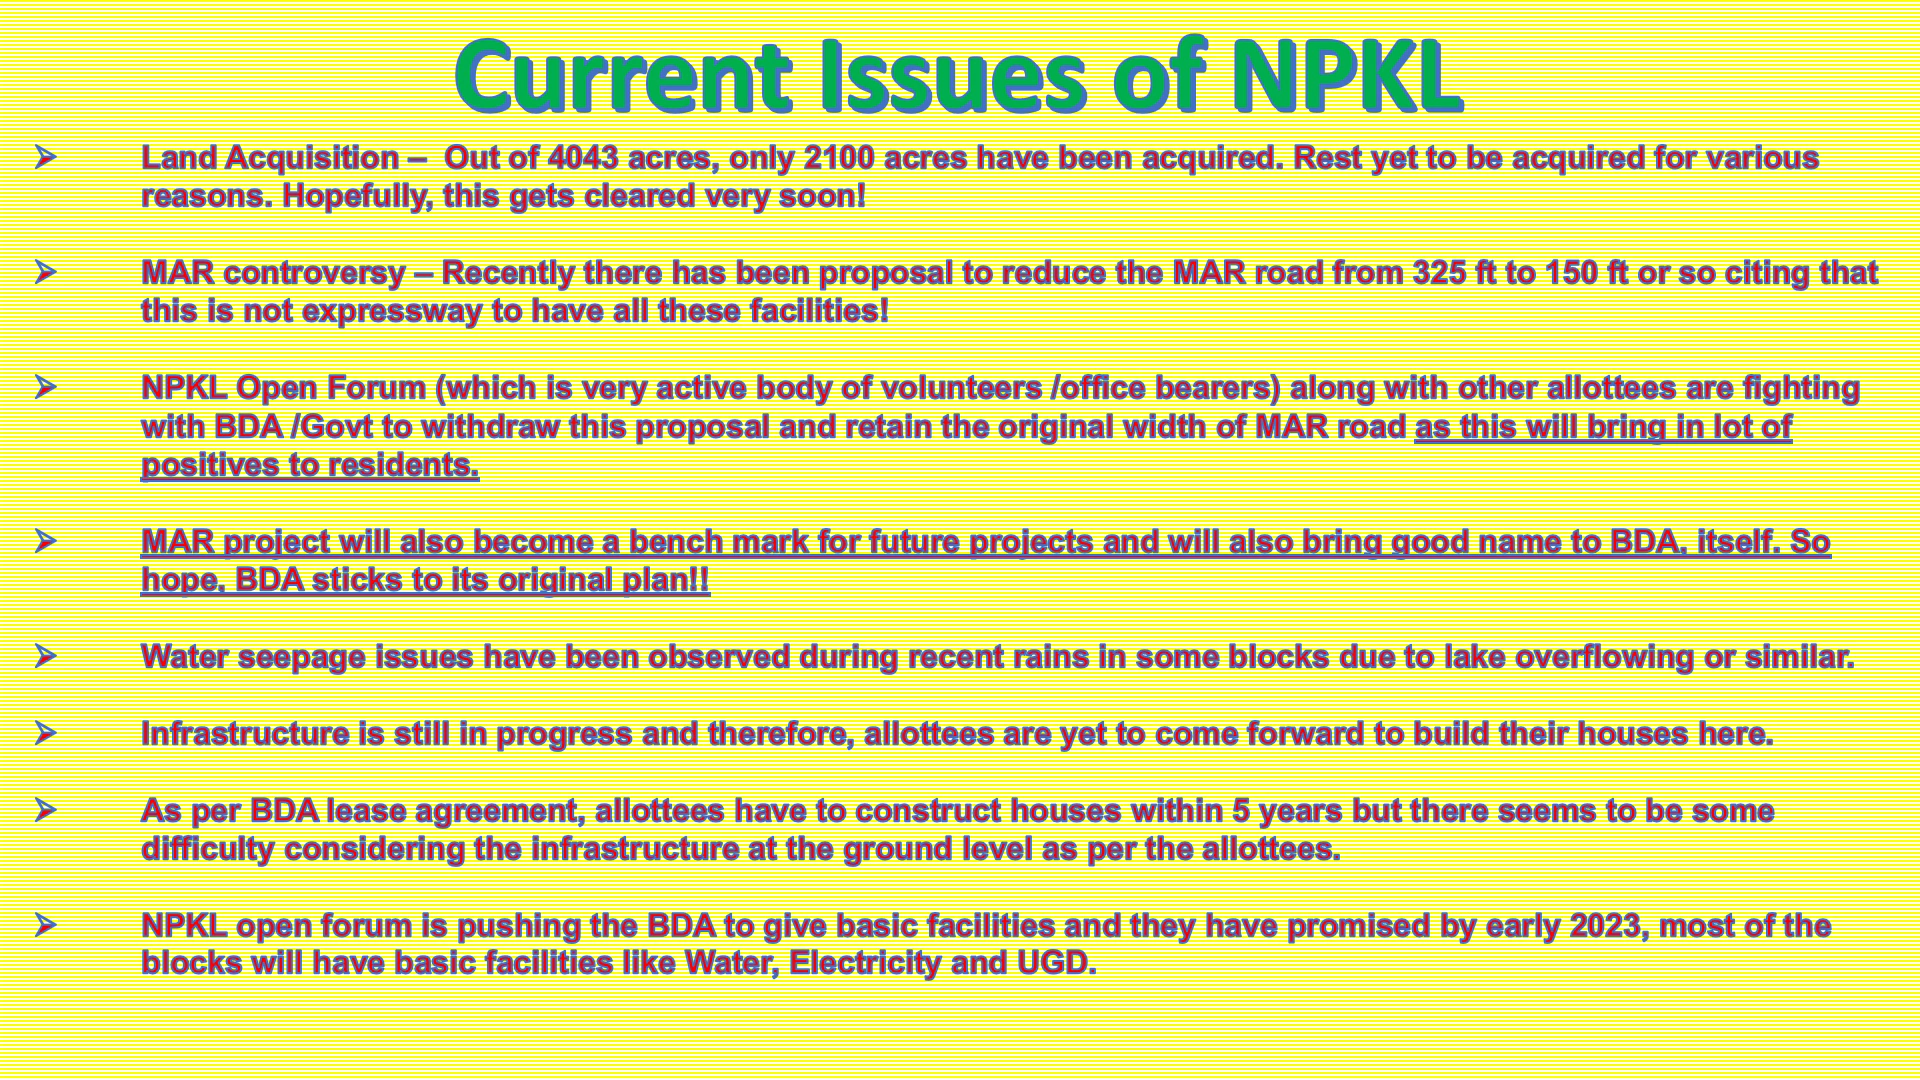 Current Issues of NPKL
➢ Land Acquisition –  Out of 4043 acres, only 2100 acres have been acquired. Rest yet to be acquired for various
reasons. Hopefully, this gets cleared very soon!
➢ MAR controversy – Recently there has been proposal to reduce the MAR road from 325 ft to 150 ft or so citing that
this is not expressway to have all these facilities!
➢ NPKL Open Forum (which is very active body of volunteers /office bearers) along with other allottees are fighting
with BDA /Govt to withdraw this proposal and retain the original width of MAR road as this will bring in lot of
positives to residents.
➢ MAR project will also become a bench mark for future projects and will also bring good name to BDA, itself. So
hope, BDA sticks to its original plan!!
➢ Water seepage issues have been observed during recent rains in some blocks due to lake overflowing or similar.
➢ Infrastructure is still in progress and therefore, allottees are yet to come forward to build their houses here.
➢ As per BDA lease agreement, allottees have to construct houses within 5 years but there seems to be some
difficulty considering the infrastructure at the ground level as per the allottees.
➢ NPKL open forum is pushing the BDA to give basic facilities and they have promised by early 2023, most of the
blocks will have basic facilities like Water, Electricity and UGD.